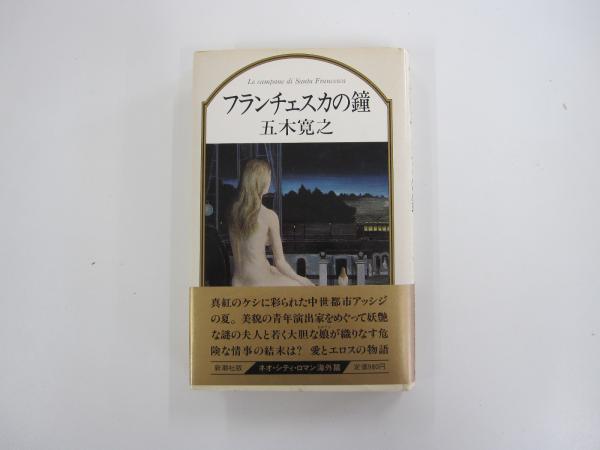 Le campane di Santa Francesca
フランチェスカの鐘
五木寛之
真紅のケシに彩られた中世都市アッシジ
の夏。美貌の青年演出家をめぐって妖艶
な謎の夫人と若く大胆な娘が織りなす危
険な情事の結末は? 愛とエロスの物語
新潮社版 ネオ・シティ・ロマン海外篇 定価980円